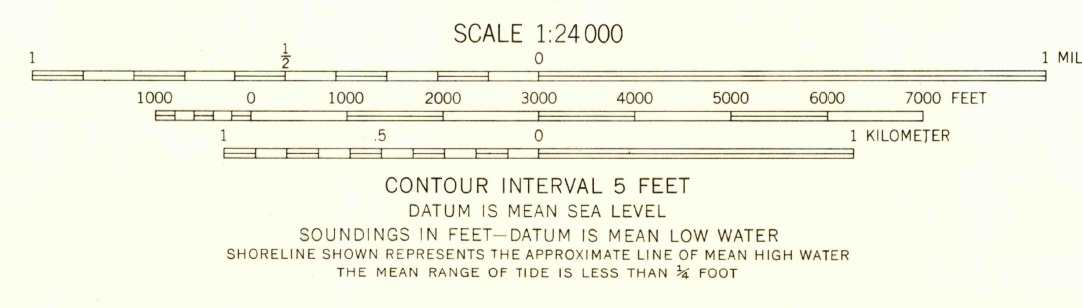 SCALE 1:24 000
1 ½ 0 1 MIL
1000 0 1000 2000 3000 4000 5000 6000 7000 FEET
1 .5 0 1 KILOMETER
CONTOUR INTERVAL 5 FEET
DATUM IS MEAN SEA LEVEL
SOUNDINGS IN FEET—DATUM IS MEAN LOW WATER
SHORELINE SHOWN REPRESENTS THE APPROXIMATE LINE OF MEAN HIGH WATER
THE MEAN RANGE OF TIDE IS LESS THAN ¾ FOOT